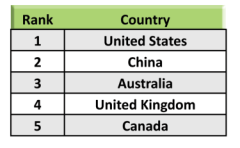 Rank Country
1 United States
2 China
3 Australia
4 United Kingdom
5 Canada